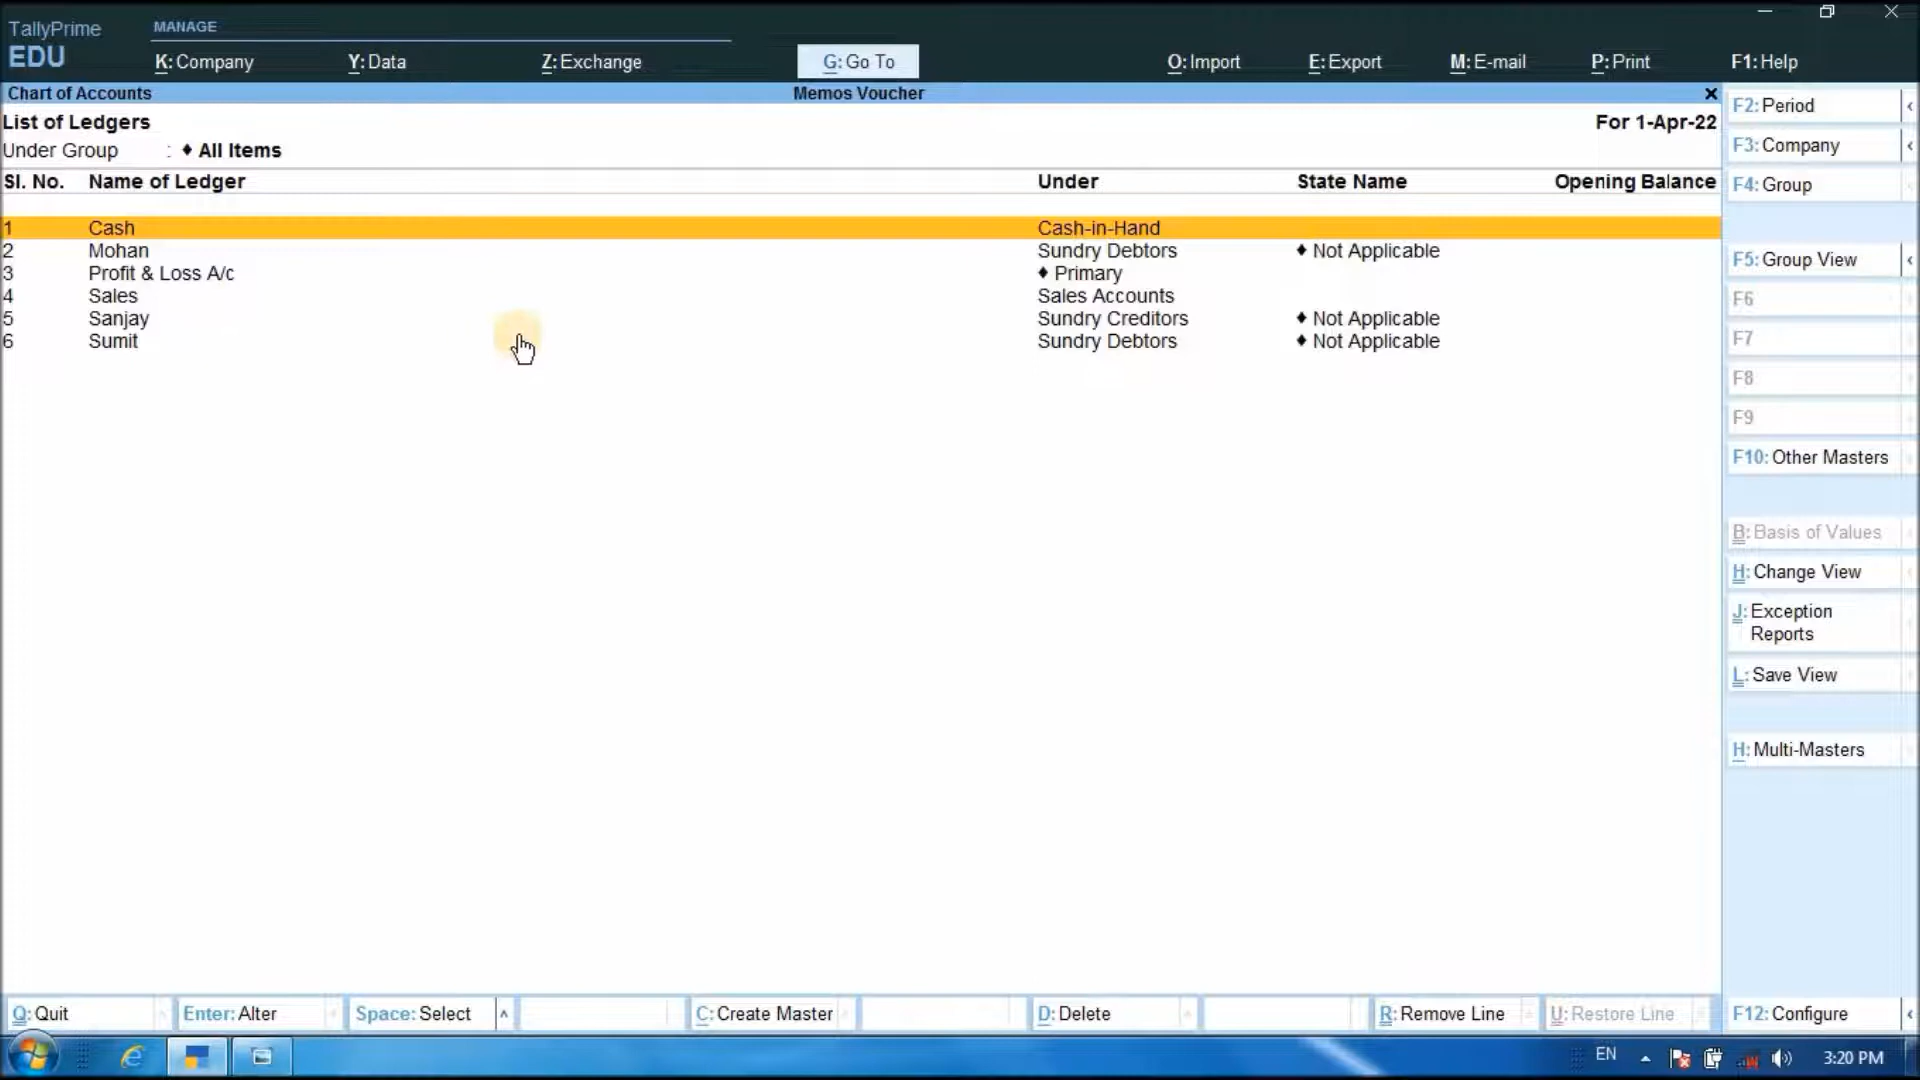 TallyPrime
EDU
MANAGE
K: Company
Y: Data
Z: Exchange
G: Go To
O: Import
E: Export
M: E-mail
P: Print
F1: Help
Chart of Accounts
Memos Voucher
List of Ledgers
For 1-Apr-22
Under Group : ♦ All Items
Sl. No. Name of Ledger Under State Name Opening Balance
1 Cash Cash-in-Hand
2 Mohan Sundry Debtors ♦ Not Applicable
3 Profit & Loss A/c ♦ Primary
4 Sales Sales Accounts
5 Sanjay Sundry Creditors ♦ Not Applicable
6 Sumit Sundry Debtors ♦ Not Applicable
F2: Period
F3: Company
F4: Group
F5: Group View
F6
F7
F8
F9
F10: Other Masters
B: Basis of Values
H: Change View
J: Exception
Reports
L: Save View
H: Multi-Masters
Q: Quit
Enter: Alter
Space: Select
C: Create Master
D: Delete
R: Remove Line
U: Restore Line
F12: Configure
EN
3:20 PM